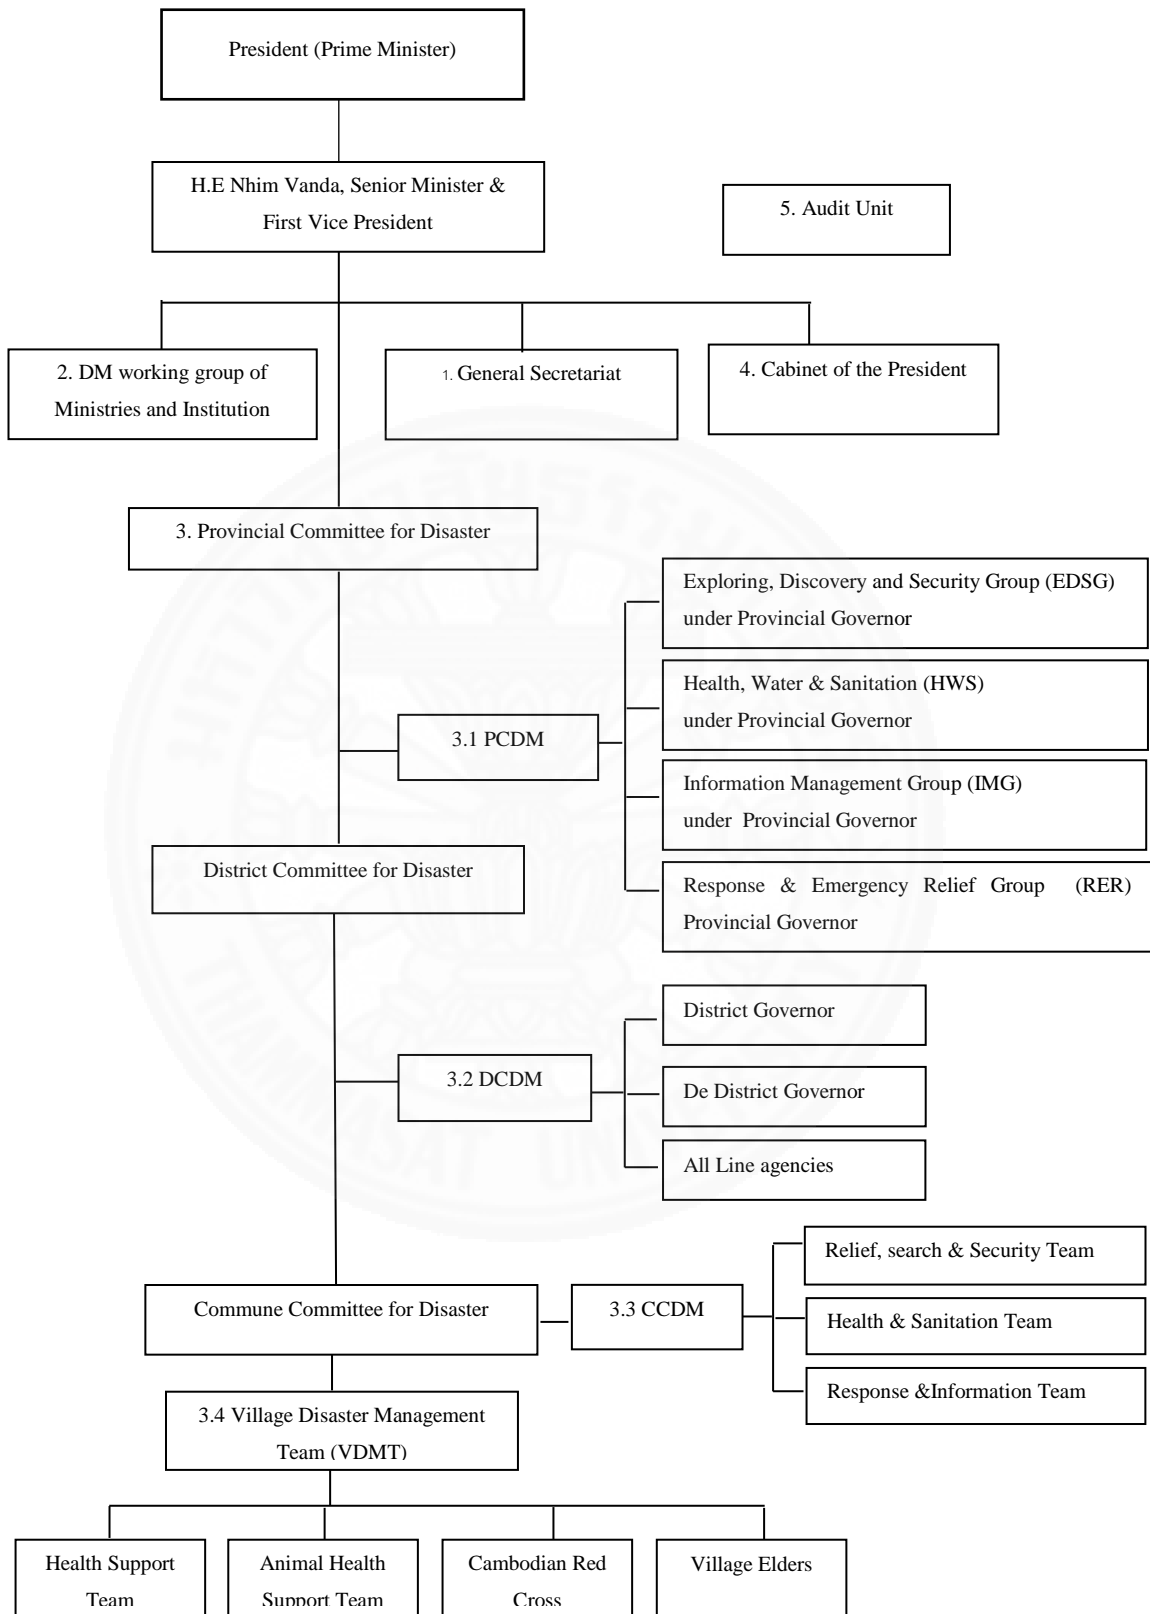 President (Prime Minister)
H.E Nhim Vanda, Senior Minister &
First Vice President
5. Audit Unit
2. DM working group of
Ministries and Institution
1. General Secretariat
4. Cabinet of the President
3. Provincial Committee for Disaster
Exploring, Discovery and Security Group (EDSG)
under Provincial Governor
Health, Water & Sanitation (HWS)
under Provincial Governor
3.1 PCDM
Information Management Group (IMG)
under Provincial Governor
District Committee for Disaster
Response & Emergency Relief Group (RER)
Provincial Governor
District Governor
3.2 DCDM
De District Governor
All Line agencies
Relief, search & Security Team
Commune Committee for Disaster
3.3 CCDM
Health & Sanitation Team
Response &Information Team
3.4 Village Disaster Management
Team (VDMT)
Health Support
Team
Animal Health
Support Team
Cambodian Red
Cross
Village Elders
THAMMASAT UNIVERSITY